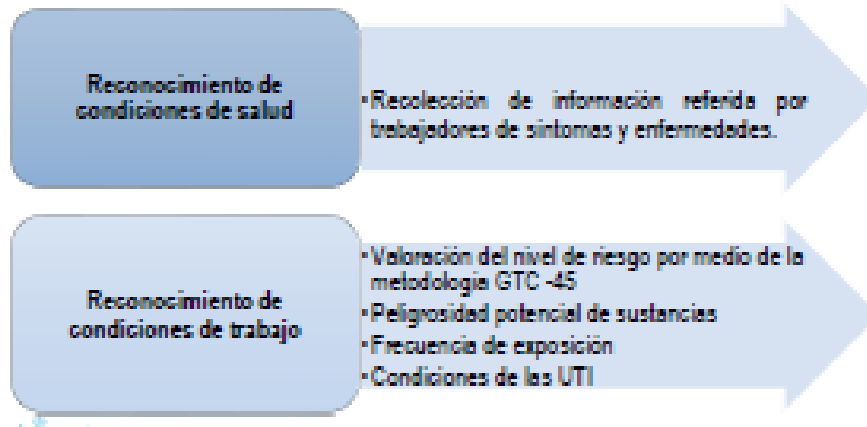 Reconocimiento de
condiciones de salud
•Recolección de información referida por
trabajadores de síntomas y enfermedades.
Reconocimiento de
condiciones de trabajo
•Valoración del nivel de riesgo por medio de la
metodología GTC -45
•Peligrosidad potencial de sustancias
•Frecuencia de exposición
•Condiciones de las UTI